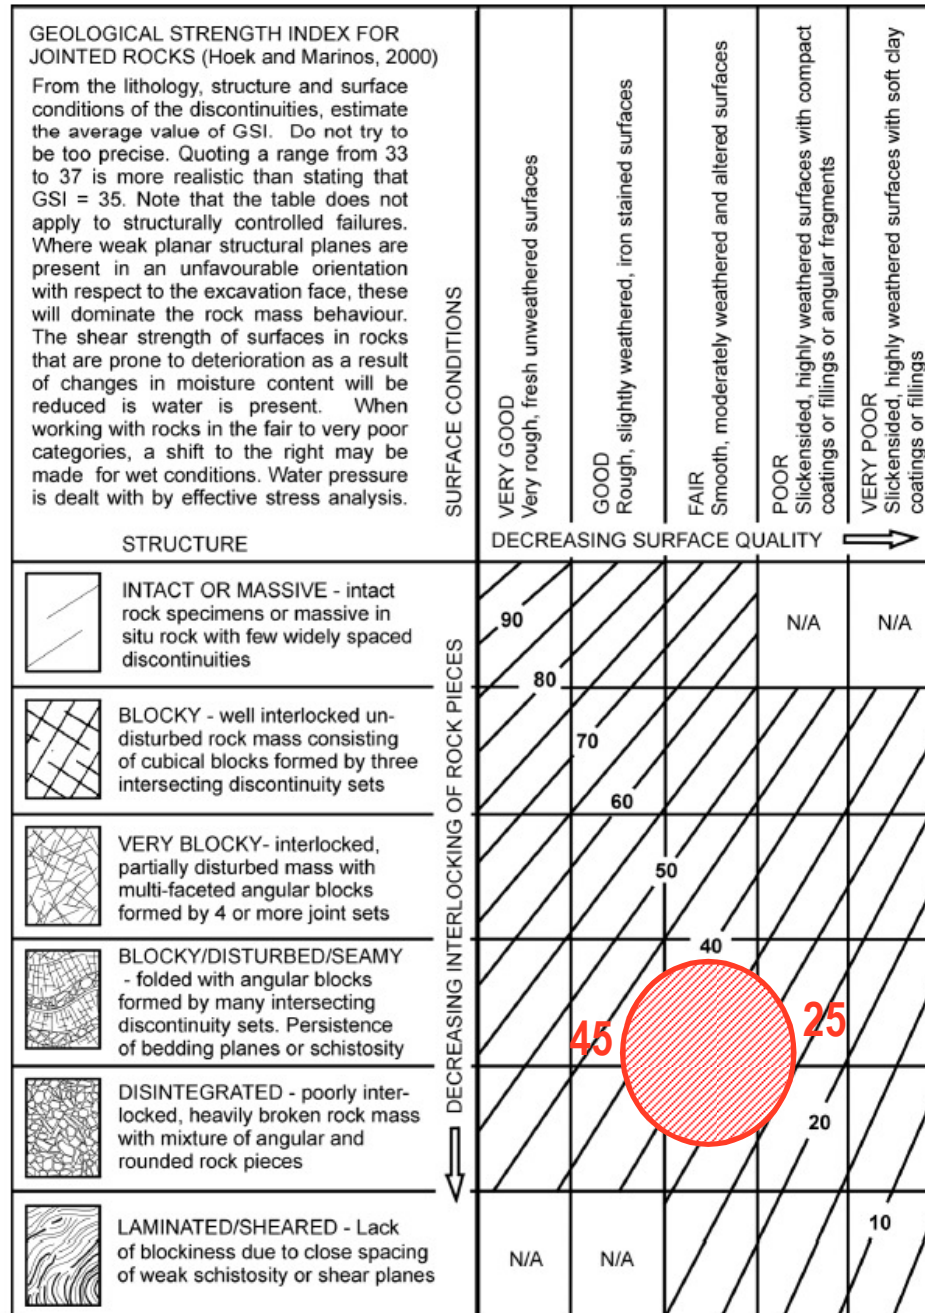 GEOLOGICAL STRENGTH INDEX FOR
JOINTED ROCKS (Hoek and Marinos, 2000)
From the lithology, structure and surface
conditions of the discontinuities, estimate
the average value of GSI. Do not try to
be too precise. Quoting a range from 33
to 37 is more realistic than stating that
GSI = 35. Note that the table does not
apply to structurally controlled failures.
Where weak planar structural planes are
present in an unfavourable orientation
with respect to the excavation face, these
will dominate the rock mass behaviour.
The shear strength of surfaces in rocks
that are prone to deterioration as a result
of changes in moisture content will be
reduced is water is present. When
working with rocks in the fair to very poor
categories, a shift to the right may be
made for wet conditions. Water pressure
is dealt with by effective stress analysis.
STRUCTURE
SURFACE CONDITIONS
VERY GOOD
Very rough, fresh unweathered surfaces
GOOD
Rough, slightly weathered, iron stained surfaces
FAIR
Smooth, moderately weathered and altered surfaces
POOR
Slickensided, highly weathered surfaces with compact
coatings or fillings or angular fragments
VERY POOR
Slickensided, highly weathered surfaces with soft clay
coatings or fillings
DECREASING SURFACE QUALITY
INTACT OR MASSIVE - intact
rock specimens or massive in
situ rock with few widely spaced
discontinuities
BLOCKY - well interlocked un-
disturbed rock mass consisting
of cubical blocks formed by three
intersecting discontinuity sets
VERY BLOCKY- interlocked,
partially disturbed mass with
multi-faceted angular blocks
formed by 4 or more joint sets
BLOCKY/DISTURBED/SEAMY
- folded with angular blocks
formed by many intersecting
discontinuity sets. Persistence
of bedding planes or schistosity
DISINTEGRATED - poorly inter-
locked, heavily broken rock mass
with mixture of angular and
rounded rock pieces
LAMINATED/SHEARED - Lack
of blockiness due to close spacing
of weak schistosity or shear planes
DECREASING INTERLOCKING OF ROCK PIECES
90
N/A
N/A
80
70
60
50
40
45
25
20
10
N/A
N/A